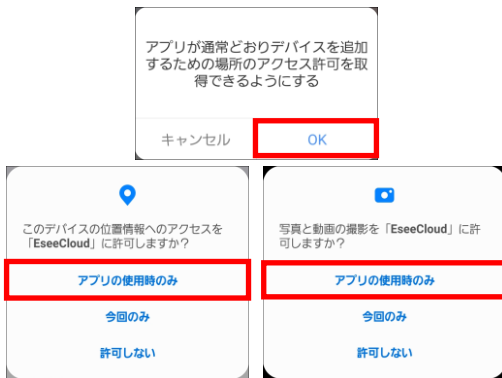 アプリが通常どおりデバイスを追加
するための場所のアクセス許可を取
得できるようにする
キャンセル
OK
このデバイスの位置情報へのアクセスを
「EseeCloud」に許可しますか？
アプリの使用時のみ
今回のみ
許可しない
写真と動画の撮影を「EseeCloud」に許
可しますか？
アプリの使用時のみ
今回のみ
許可しない